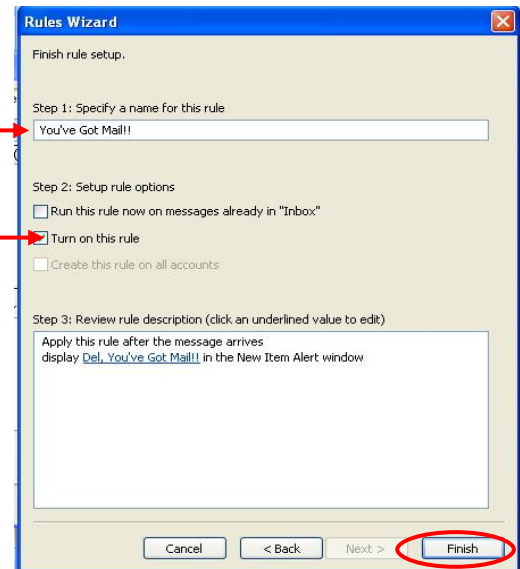 Rules Wizard
Finish rule setup.
Step 1: Specify a name for this rule
You've Got Mail!!
Step 2: Setup rule options
Run this rule now on messages already in "Inbox"
Turn on this rule
Create this rule on all accounts
Step 3: Review rule description (click an underlined value to edit)
Apply this rule after the message arrives
display Del, You've Got Mail!! in the New Item Alert window
Cancel < Back Next > Finish